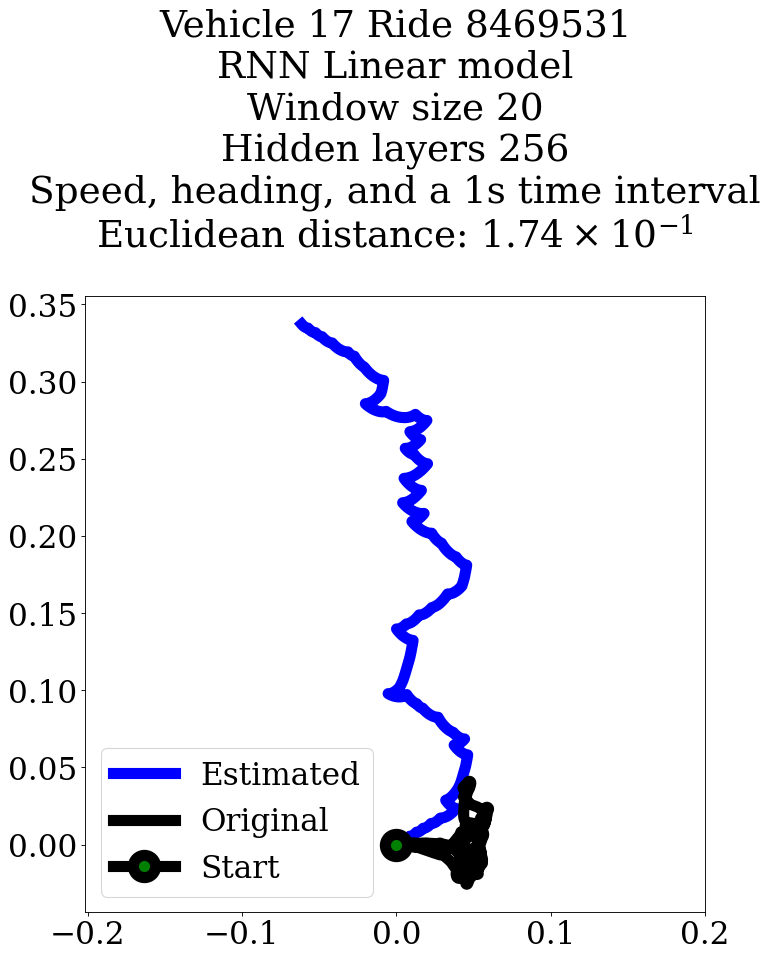 Vehicle 17 Ride 8469531
RNN Linear model
Window size 20
Hidden layers 256
Speed, heading, and a 1s time interval
Euclidean distance: 1.74 × 10⁻¹
0.35
0.30
0.25
0.20
0.15
0.10
0.05
0.00
Estimated
Original
Start
−0.2
−0.1
0.0
0.1
0.2